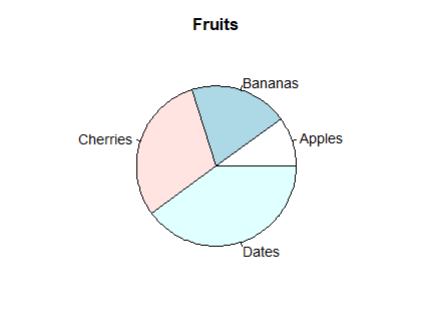 Fruits
Bananas
Cherries
Apples
Dates